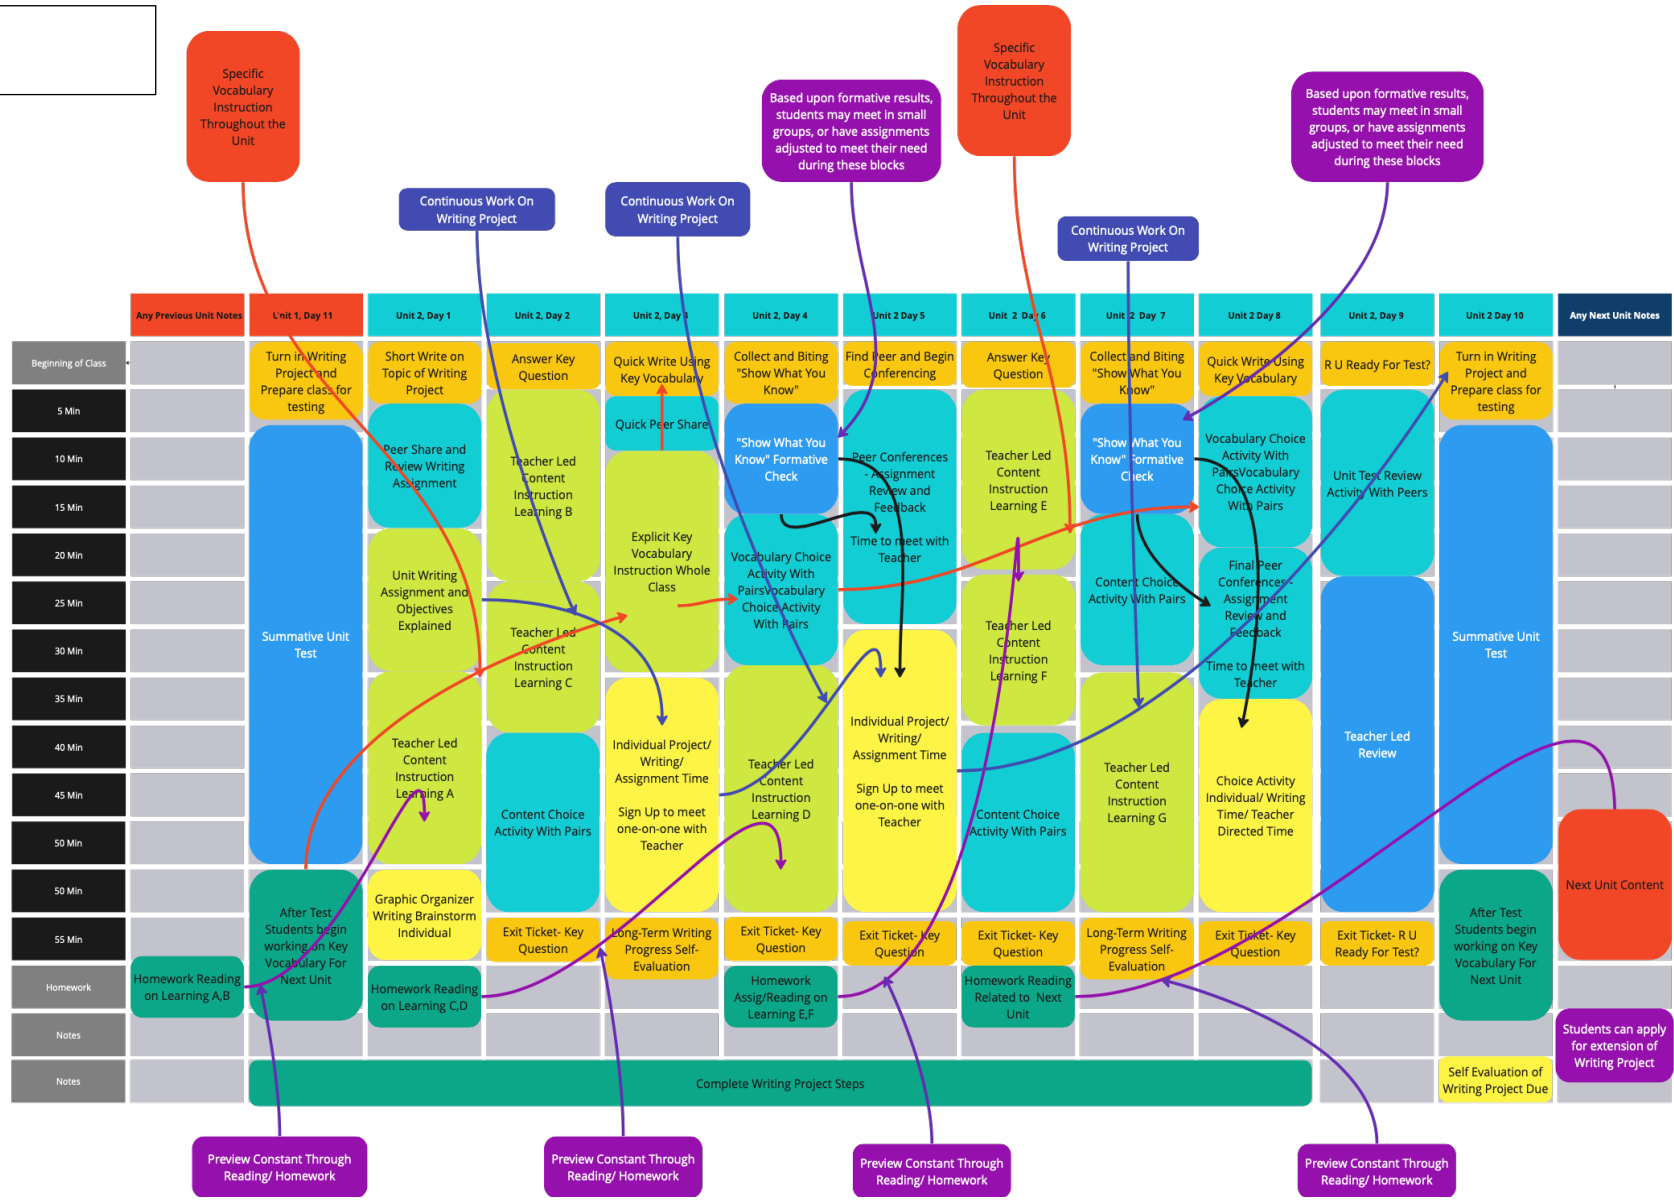 Specific
Vocabulary
Instruction
Throughout the
Unit
Specific
Vocabulary
Instruction
Throughout the
Unit
Based upon formative results,
students may meet in small
groups, or have assignments
adjusted to meet their need
during these blocks
Based upon formative results,
students may meet in small
groups, or have assignments
adjusted to meet their need
during these blocks
Continuous Work On
Writing Project
Continuous Work On
Writing Project
Continuous Work On
Writing Project
Any Previous Unit Notes
Unit 1, Day 11
Unit 2, Day 1
Unit 2, Day 2
Unit 2, Day 3
Unit 2, Day 4
Unit 2 Day 5
Unit 2 Day 6
Unit 2 Day 7
Unit 2 Day 8
Unit 2, Day 9
Unit 2 Day 10
Any Next Unit Notes
Beginning of Class
5 Min
10 Min
15 Min
20 Min
25 Min
30 Min
35 Min
40 Min
45 Min
50 Min
50 Min
55 Min
Homework
Notes
Notes
Homework Reading
on Learning A,B
Turn in Writing
Project and
Prepare class for
testing
Summative Unit
Test
After Test
Students begin
working on Key
Vocabulary For
Next Unit
Short Write on
Topic of Writing
Project
Peer Share and
Review Writing
Assignment
Unit Writing
Assignment and
Objectives
Explained
Teacher Led
Content
Instruction
Learning A
Graphic Organizer
Writing Brainstorm
Individual
Homework Reading
on Learning C,D
Answer Key
Question
Teacher Led
Content
Instruction
Learning B
Teacher Led
Content
Instruction
Learning C
Content Choice
Activity With Pairs
Exit Ticket- Key
Question
Quick Write Using
Key Vocabulary
Quick Peer Share
Explicit Key
Vocabulary
Instruction Whole
Class
Individual Project/
Writing/
Assignment Time
Sign Up to meet
one-on-one with
Teacher
Long-Term Writing
Progress Self-
Evaluation
Collect and Biting
"Show What You
Know"
"Show What You
Know" Formative
Check
Vocabulary Choice
Activity With
PairsVocabulary
Choice Activity
With Pairs
Teacher Led
Content
Instruction
Learning D
Exit Ticket- Key
Question
Homework
Assig/Reading on
Learning E,F
Find Peer and Begin
Conferencing
Peer Conferences
- Assignment
Review and
Feedback
Time to meet with
Teacher
Individual Project/
Writing/
Assignment Time
Sign Up to meet
one-on-one with
Teacher
Exit Ticket- Key
Question
Answer Key
Question
Teacher Led
Content
Instruction
Learning E
Teacher Led
Content
Instruction
Learning F
Content Choice
Activity With Pairs
Exit Ticket- Key
Question
Homework Reading
Related to Next
Unit
Collect and Biting
"Show What You
Know"
"Show What You
Know" Formative
Check
Content Choice
Activity With Pairs
Teacher Led
Content
Instruction
Learning G
Long-Term Writing
Progress Self-
Evaluation
Quick Write Using
Key Vocabulary
Vocabulary Choice
Activity With
PairsVocabulary
Choice Activity
With Pairs
Final Peer
Conferences -
Assignment
Review and
Feedback
Time to meet with
Teacher
Choice Activity
Individual/ Writing
Time/ Teacher
Directed Time
Exit Ticket- Key
Question
R U Ready For Test?
Unit Test Review
Activity With Peers
Teacher Led
Review
Exit Ticket- R U
Ready For Test?
Turn in Writing
Project and
Prepare class for
testing
Summative Unit
Test
After Test
Students begin
working on Key
Vocabulary For
Next Unit
Self Evaluation of
Writing Project Due
Next Unit Content
Students can apply
for extension of
Writing Project
Complete Writing Project Steps
Preview Constant Through
Reading/ Homework
Preview Constant Through
Reading/ Homework
Preview Constant Through
Reading/ Homework
Preview Constant Through
Reading/ Homework